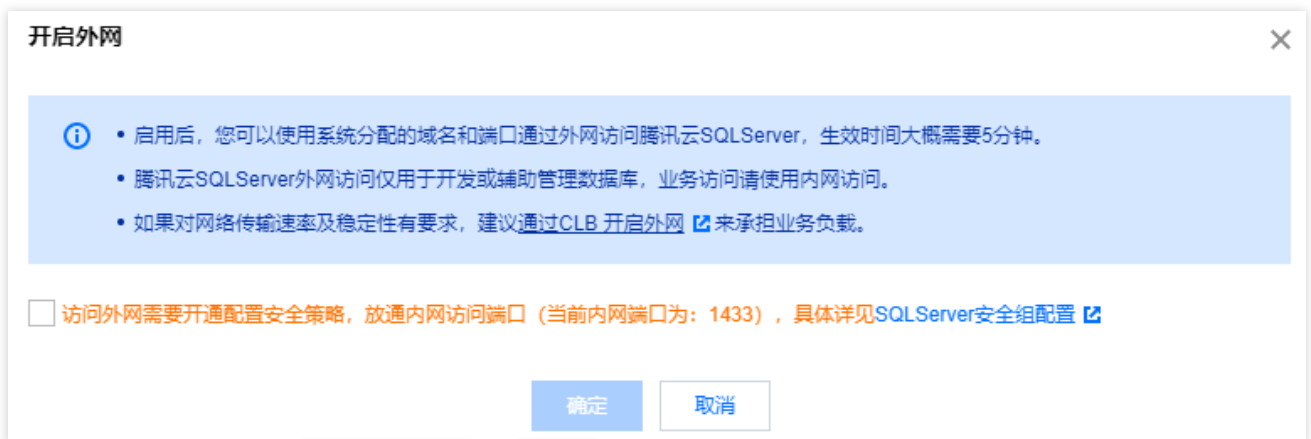 开启外网
• 启用后，您可以使用系统分配的域名和端口通过外网访问腾讯云SQLServer，生效时间大概需要5分钟。
• 腾讯云SQLServer外网访问仅用于开发或辅助管理数据库，业务访问请使用内网访问。
• 如果对网络传输速率及稳定性有要求，建议通过CLB 开启外网 来承担业务负载。
访问外网需要开通配置安全策略，放通内网访问端口（当前内网端口为：1433），具体详见SQLServer安全组配置
确定 取消